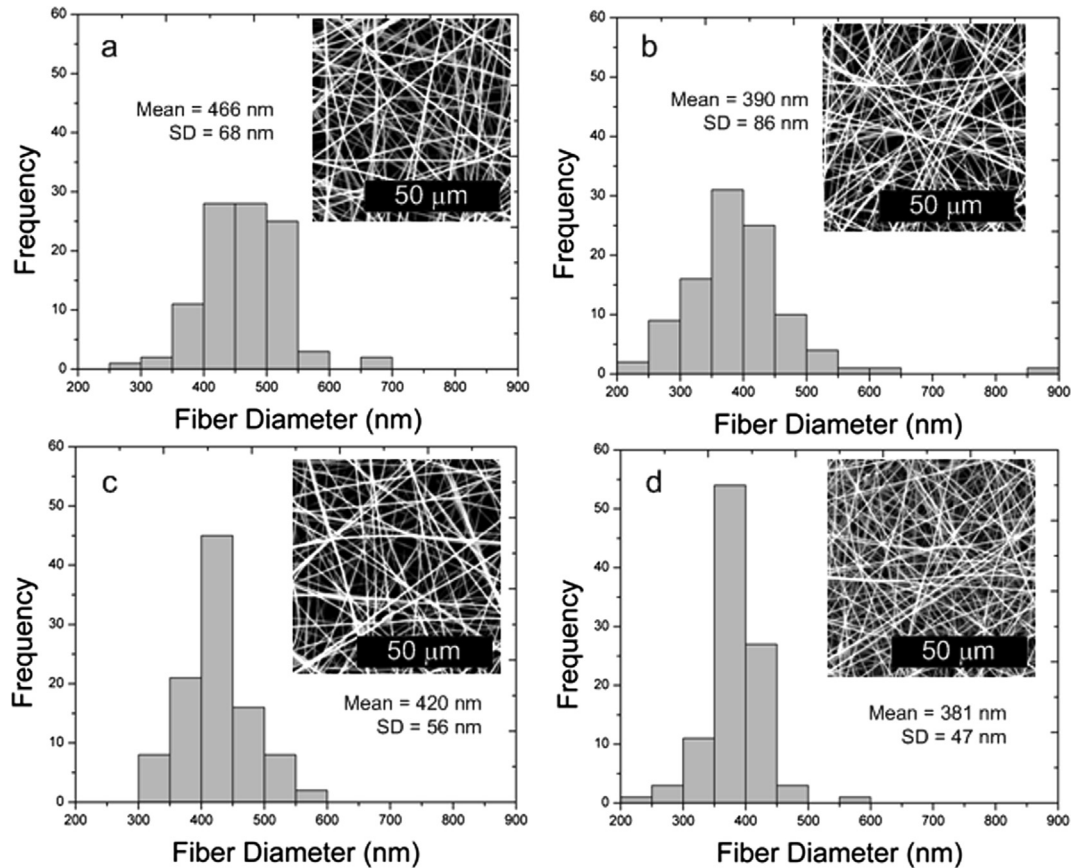 a
Mean = 466 nm
SD = 68 nm
50 μm
Frequency
60
50
40
30
20
10
0
200 300 400 500 600 700 800 900
Fiber Diameter (nm)
b
Mean = 390 nm
SD = 86 nm
50 μm
Frequency
60
50
40
30
20
10
0
200 300 400 500 600 700 800 900
Fiber Diameter (nm)
c
50 μm
Mean = 420 nm
SD = 56 nm
Frequency
60
50
40
30
20
10
0
200 300 400 500 600 700 800 900
Fiber Diameter (nm)
d
50 μm
Mean = 381 nm
SD = 47 nm
Frequency
60
50
40
30
20
10
0
200 300 400 500 600 700 800 900
Fiber Diameter (nm)